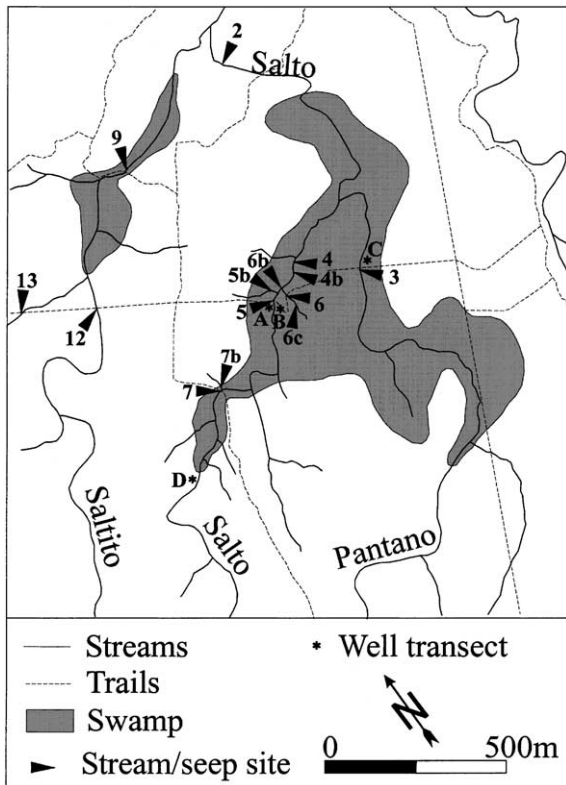 2
Salto
9
C
4
6b
3
5b
4b
13
6
5
A
B
12
6c
7b
7
D
Saltito
Salto
Pantano
Streams
* Well transect
Trails
N
Swamp
0 500m
Stream/seep site